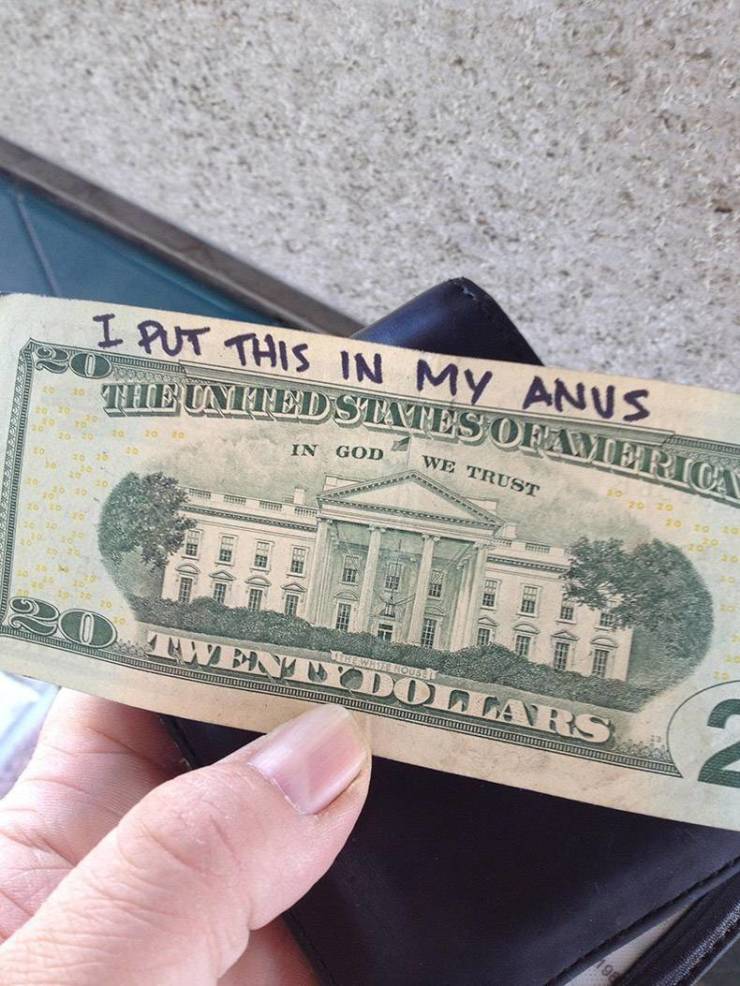 I PUT THIS IN MY ANUS
20
THE UNITED STATES OF AMERICA
IN GOD WE TRUST
THE WHITE HOUSE
20
TWENTY DOLLARS
2